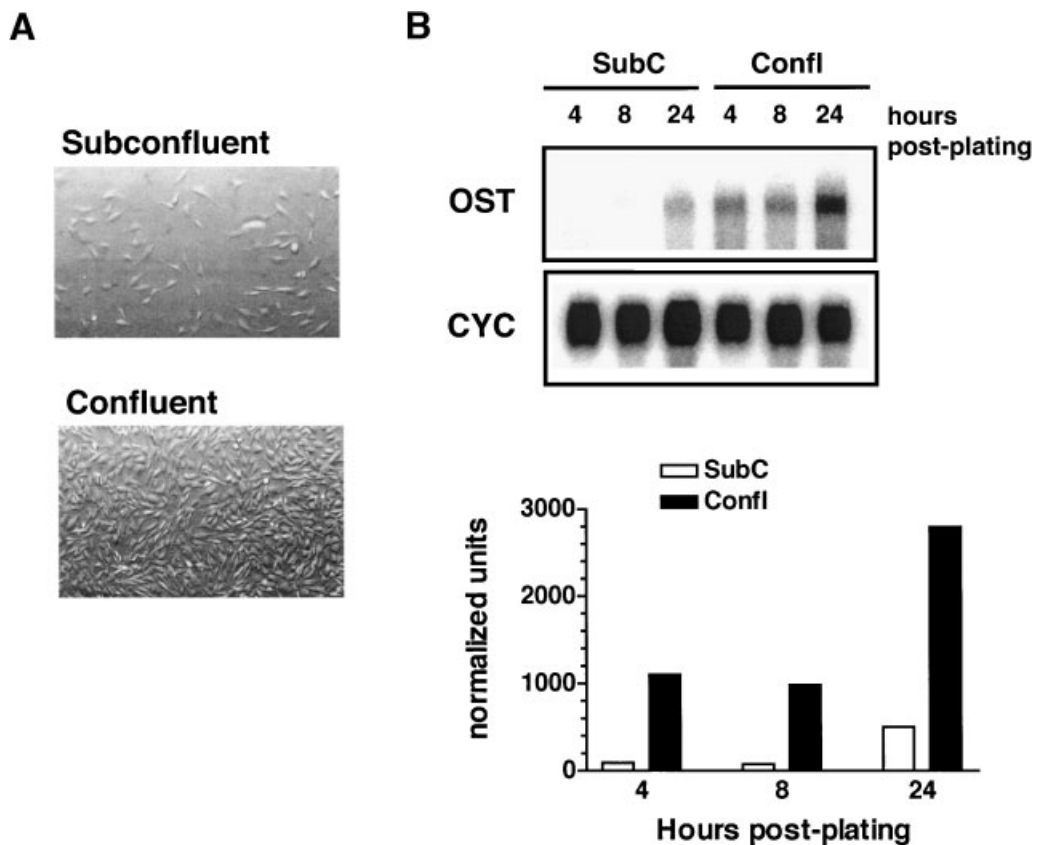 A
Subconfluent
Confluent
B
SubC Confl
4 8 24 4 8 24 hours
post-plating
OST
CYC
SubC
Confl
normalized units
3000
2000
1000
0
4 8 24
Hours post-plating